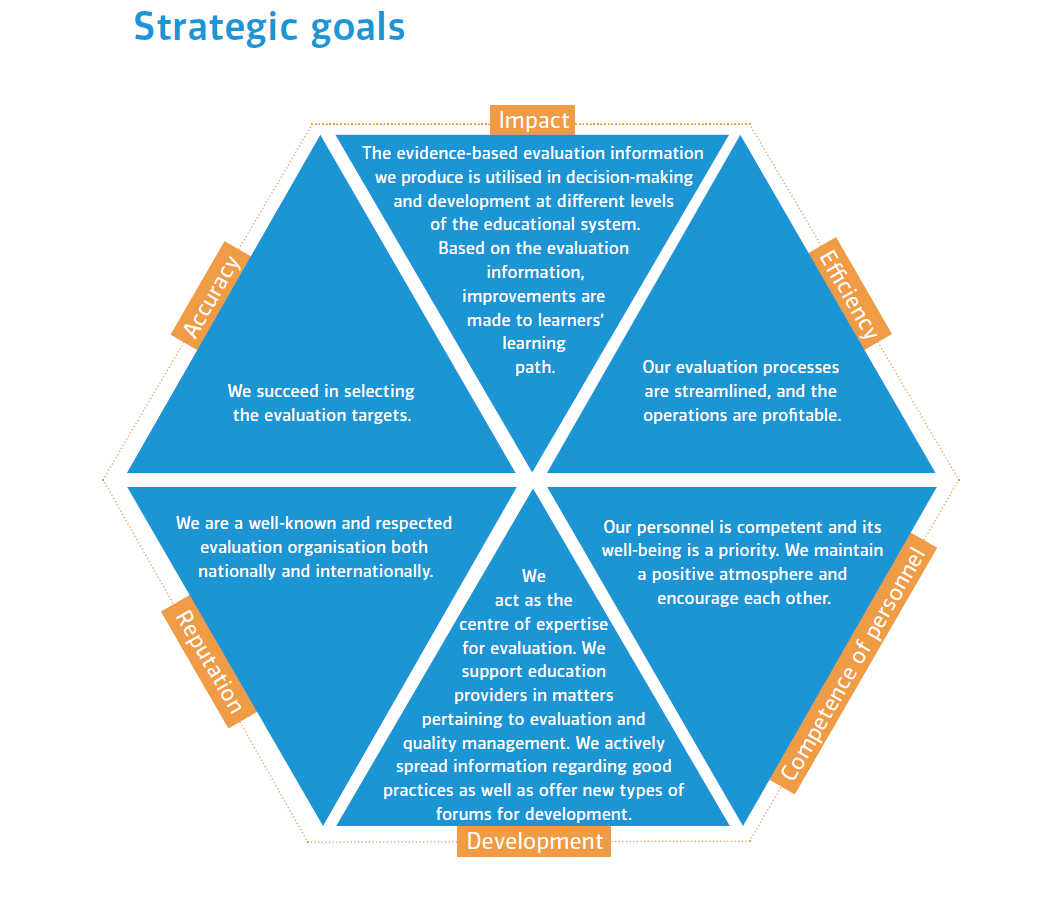 Strategic goals
Impact
The evidence-based evaluation information
we produce is utilised in decision-making
and development at different levels
of the educational system.
Based on the evaluation
information,
improvements are
made to learners'
learning
path.
Efficiency
Our evaluation processes
are streamlined, and the
operations are profitable.
Competence of personnel
Our personnel is competent and its
well-being is a priority. We maintain
a positive atmosphere and
encourage each other.
Development
We
act as the
centre of expertise
for evaluation. We
support education
providers in matters
pertaining to evaluation and
quality management. We actively
spread information regarding good
practices as well as offer new types of
forums for development.
Reputation
We are a well-known and respected
evaluation organisation both
nationally and internationally.
Accuracy
We succeed in selecting
the evaluation targets.